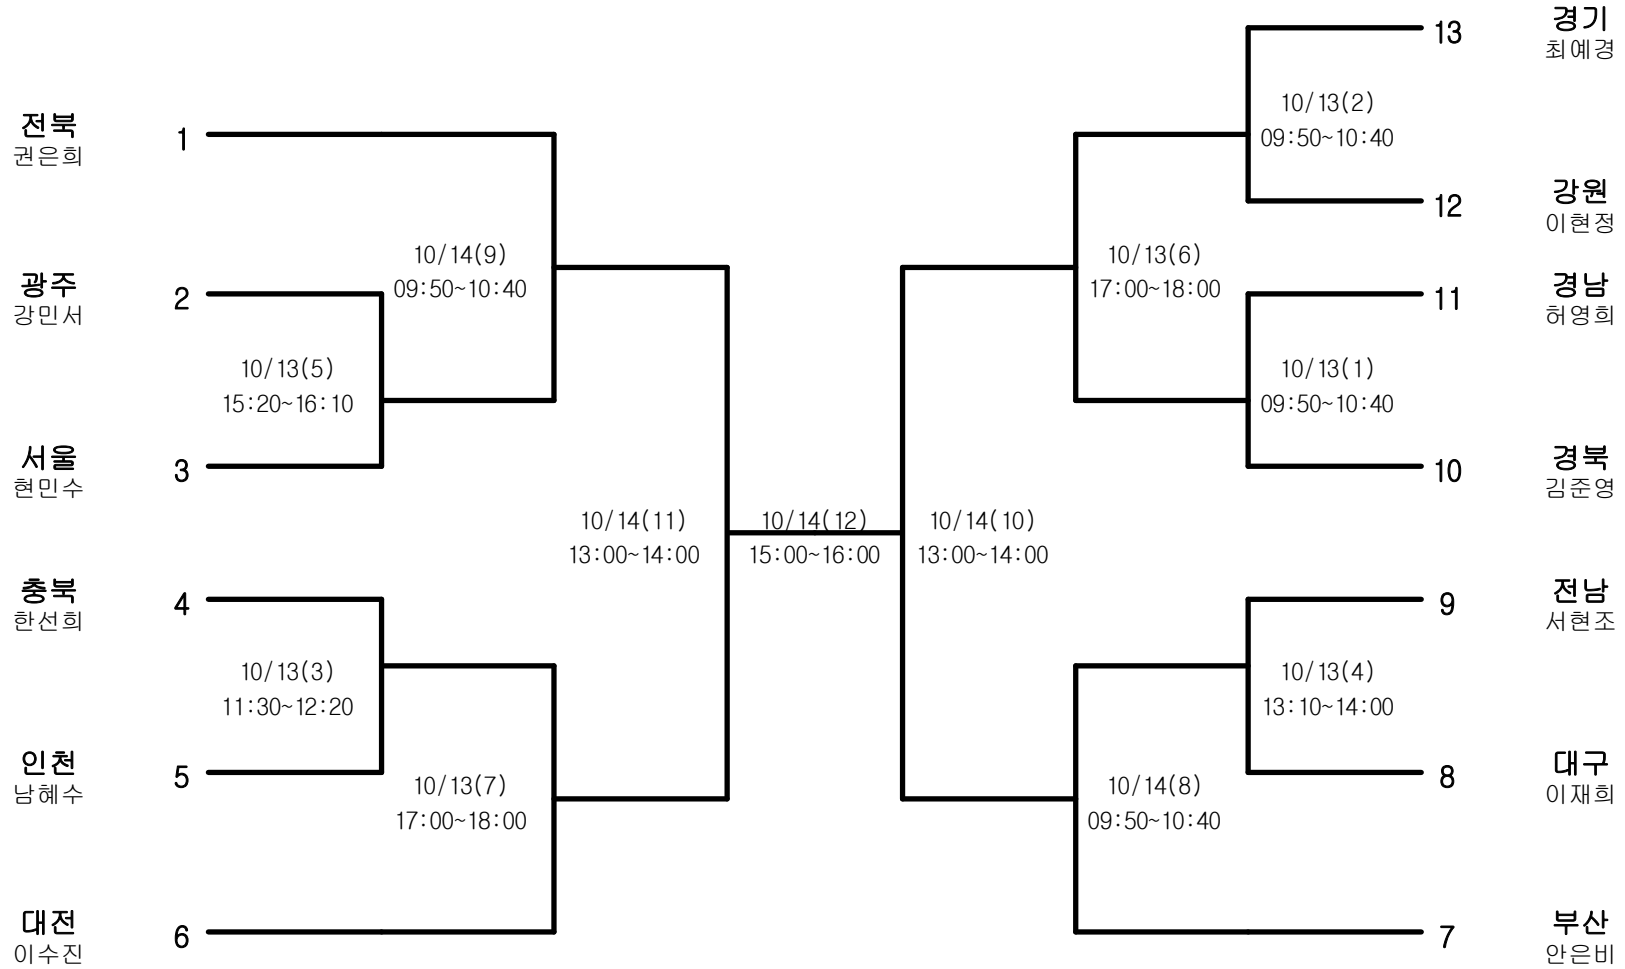 경기
13
최예경
10/13(2)
전북
1
09:50~10:40
권은희
강원
12
이현정
10/14(9)
10/13(6)
광주
2
09:50~10:40
17:00~18:00
11
경남
강민서
허영희
10/13(5)
10/13(1)
15:20~16:10
09:50~10:40
서울
3
10
경북
현민수
김준영
10/14(11)
10/14(12)
10/14(10)
13:00~14:00
15:00~16:00
13:00~14:00
충북
4
9
전남
한선희
서현조
10/13(3)
10/13(4)
11:30~12:20
13:10~14:00
인천
5
8
대구
남혜수
이재희
10/13(7)
10/14(8)
17:00~18:00
09:50~10:40
대전
6
7
부산
이수진
안은비